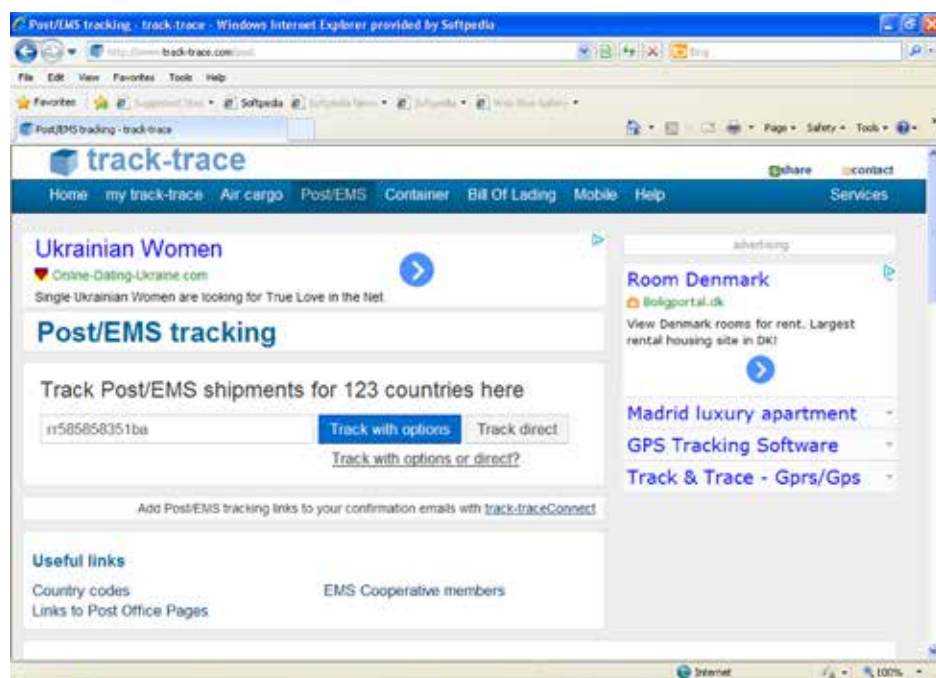 Post/EMS tracking - track-trace - Windows Internet Explorer provided by Softpedia
track-trace.com
Bing
File Edit View Favorites Tools Help
Favorites Softpedia
Post/EMS tracking - track-trace
Page Safety Tools
track-trace
share contact
Home my track-trace Air cargo Post/EMS Container Bill Of Lading Mobile Help Services
Ukrainian Women
Online-Dating-Ukraine.com
Single Ukrainian Women are looking for True Love in the Net.
Post/EMS tracking
Track Post/EMS shipments for 123 countries here
rr585858351ba Track with options Track direct
Track with options or direct?
Add Post/EMS tracking links to your confirmation emails with track-traceConnect
Useful links
Country codes EMS Cooperative members
Links to Post Office Pages
advertising
Room Denmark
Boligportal.dk
View Denmark rooms for rent. Largest
rental housing site in DK!
Madrid luxury apartment
GPS Tracking Software
Track & Trace - Gprs/Gps
Internet 100%